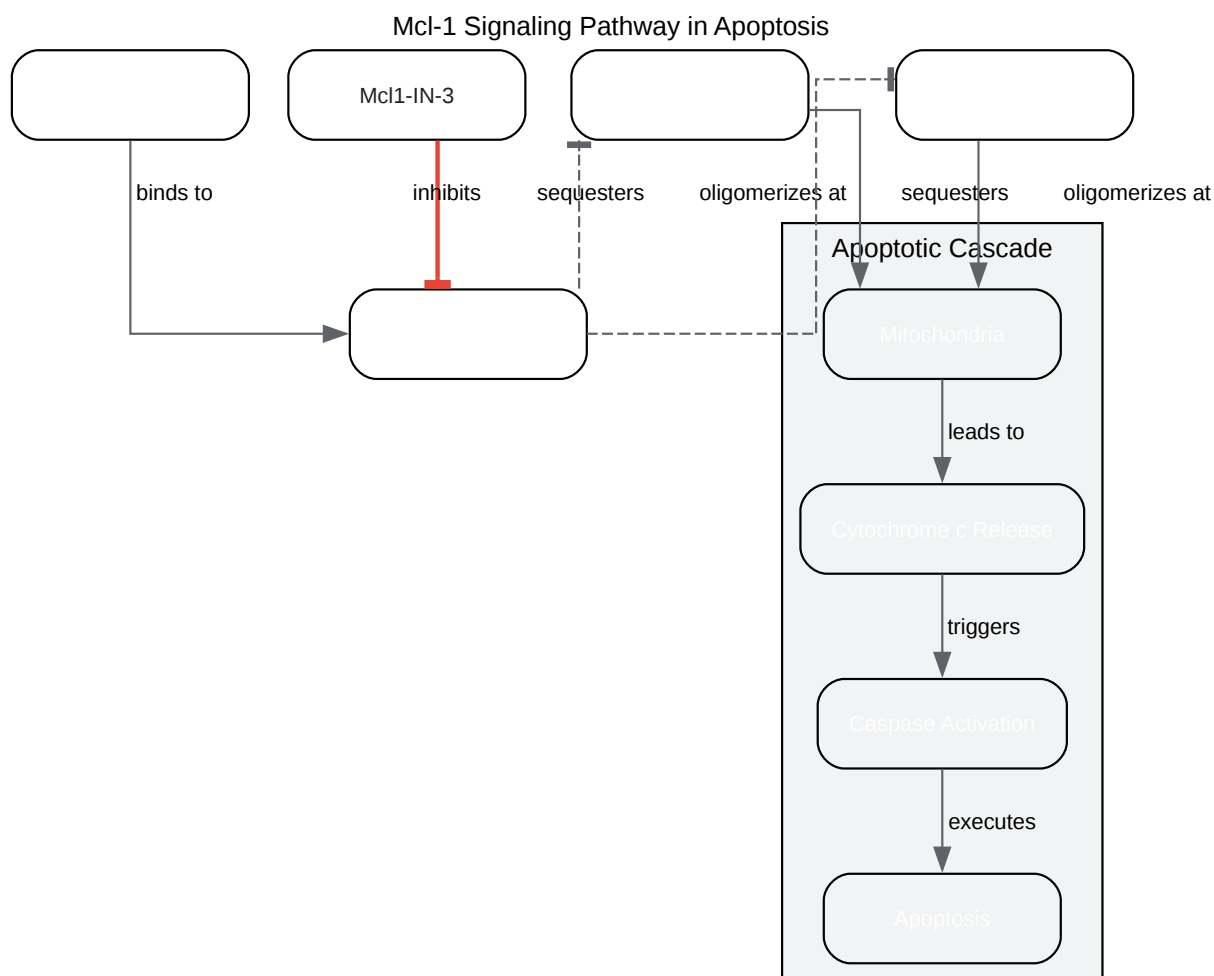 Mcl-1 Signaling Pathway in Apoptosis
Mcl1-IN-3
binds to
inhibits
sequesters
oligomerizes at
sequesters
oligomerizes at
Apoptotic Cascade
Mitochondria
leads to
Cytochrome c Release
triggers
Caspase Activation
executes
Apoptosis